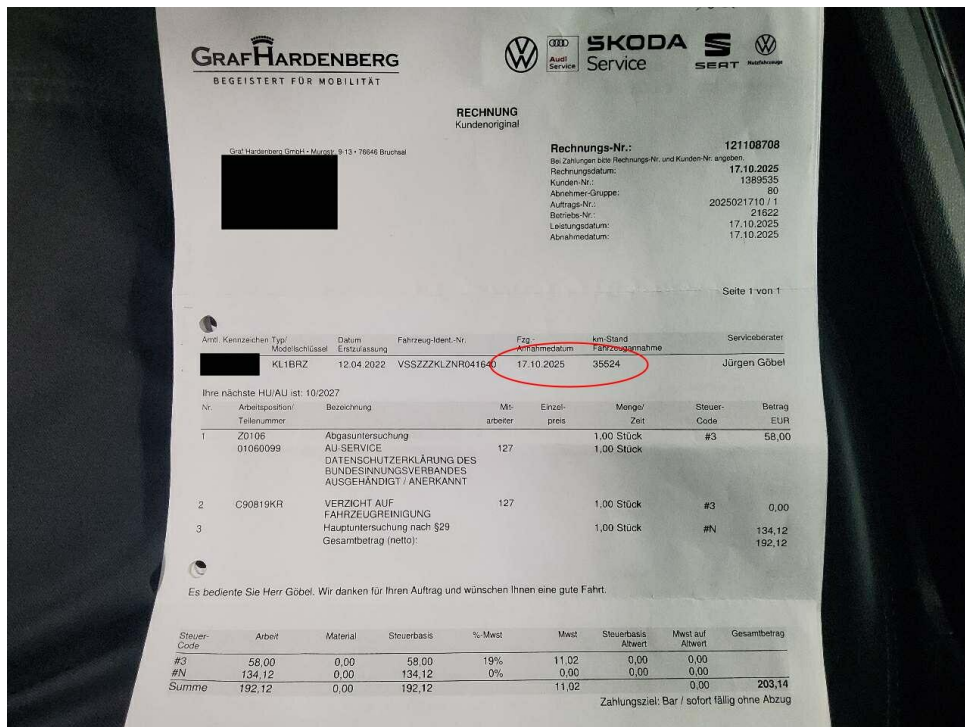 GRAFHARDENBERG
BEGEISTERT FÜR MOBILITÄT
Audi Service
SKODA Service
SEAT
Nutzfahrzeuge
RECHNUNG
Kundenoriginal
Graf Hardenberg GmbH • Murgstr. 9-13 • 76646 Bruchsal
Rechnungs-Nr.: 121108708
Bei Zahlungen bitte Rechnungs-Nr. und Kunden-Nr. angeben.
Rechnungsdatum: 17.10.2025
Kunden-Nr.: 1389535
Abnehmer-Gruppe: 80
Auftrags-Nr.: 2025021710 / 1
Betriebs-Nr.: 21622
Leistungsdatum: 17.10.2025
Abnahmedatum: 17.10.2025
Seite 1 von 1
Amtl. Kennzeichen Typ/ Modellschlüssel Datum Erstzulassung Fahrzeug-Ident.-Nr. Fzg.- Annahmedatum km-Stand Fahrzeugannahme Serviceberater
KL1BRZ 12.04.2022 VSSZZZKLZNR041640 17.10.2025 35524 Jürgen Göbel
Ihre nächste HU/AU ist: 10/2027
Nr. Arbeitsposition/ Bezeichnung Mit- Einzel- Menge/ Steuer- Betrag
Teilenummer arbeiter preis Zeit Code EUR
1 Z0106 Abgasuntersuchung 1,00 Stück #3 58,00
01060099 AU-SERVICE 127 1,00 Stück
DATENSCHUTZERKLÄRUNG DES
BUNDESINNUNGSVERBANDES
AUSGEHÄNDIGT / ANERKANNT
2 C90819KR VERZICHT AUF 127 1,00 Stück #3 0,00
FAHRZEUGREINIGUNG
3 Hauptuntersuchung nach §29 1,00 Stück #N 134,12
Gesamtbetrag (netto): 192,12
Es bediente Sie Herr Göbel. Wir danken für Ihren Auftrag und wünschen Ihnen eine gute Fahrt.
Steuer- Arbeit Material Steuerbasis %-Mwst Mwst Steuerbasis Mwst auf Gesamtbetrag
Code Altwert Altwert
#3 58,00 0,00 58,00 19% 11,02 0,00 0,00
#N 134,12 0,00 134,12 0% 0,00 0,00 0,00
Summe 192,12 0,00 192,12 11,02 0,00 203,14
Zahlungsziel: Bar / sofort fällig ohne Abzug